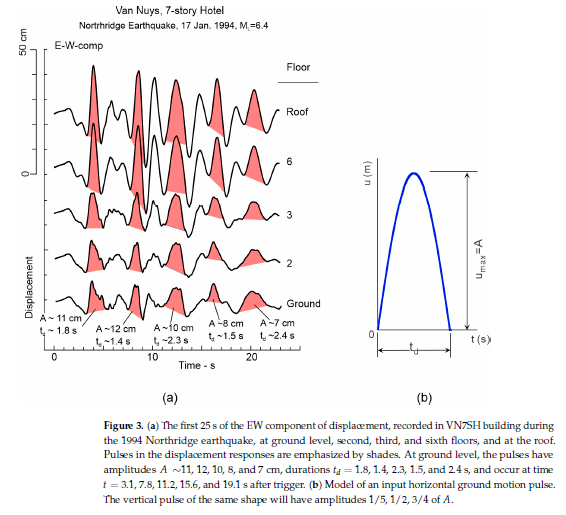 Van Nuys, 7-story Hotel
Nortrhridge Earthquake, 17 Jan. 1994, ML=6.4
50 cm
E-W-comp
Floor
Roof
6
0
3
2
Displacement
Ground
A ~ 11 cm
td ~ 1.8 s
A ~12 cm
td ~1.4 s
A ~10 cm
td ~2.3 s
A ~8 cm
td ~1.5 s
A~7 cm
td ~2.4 s
0
10
20
Time - s
(a)
u (m)
umax=A
0
td
t (s)
(b)
Figure 3. (a) The first 25 s of the EW component of displacement, recorded in VN7SH building during
the 1994 Northridge earthquake, at ground level, second, third, and sixth floors, and at the roof.
Pulses in the displacement responses are emphasized by shades. At ground level, the pulses have
amplitudes A ∼11, 12, 10, 8, and 7 cm, durations td = 1.8, 1.4, 2.3, 1.5, and 2.4 s, and occur at time
t = 3.1, 7.8, 11.2, 15.6, and 19.1 s after trigger. (b) Model of an input horizontal ground motion pulse.
The vertical pulse of the same shape will have amplitudes 1/5, 1/2, 3/4 of A.